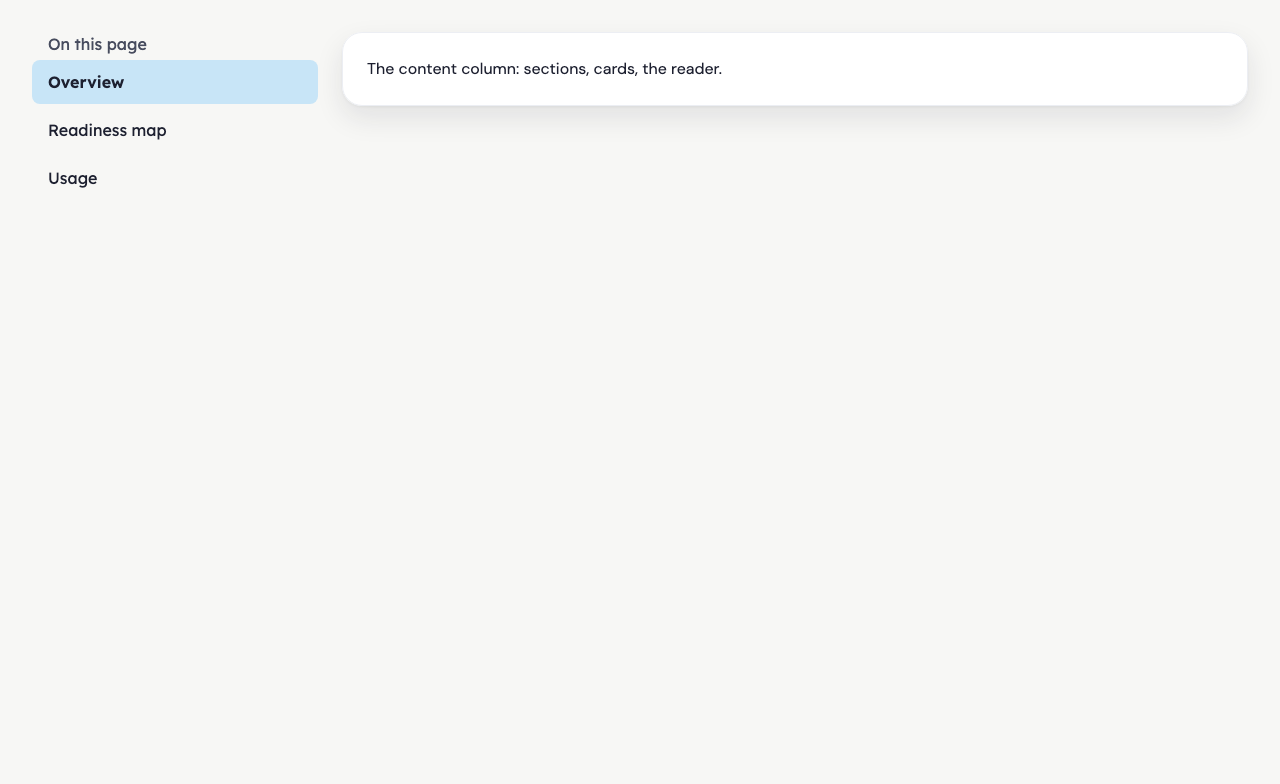 On this page
Overview
Readiness map
Usage
The content column: sections, cards, the reader.